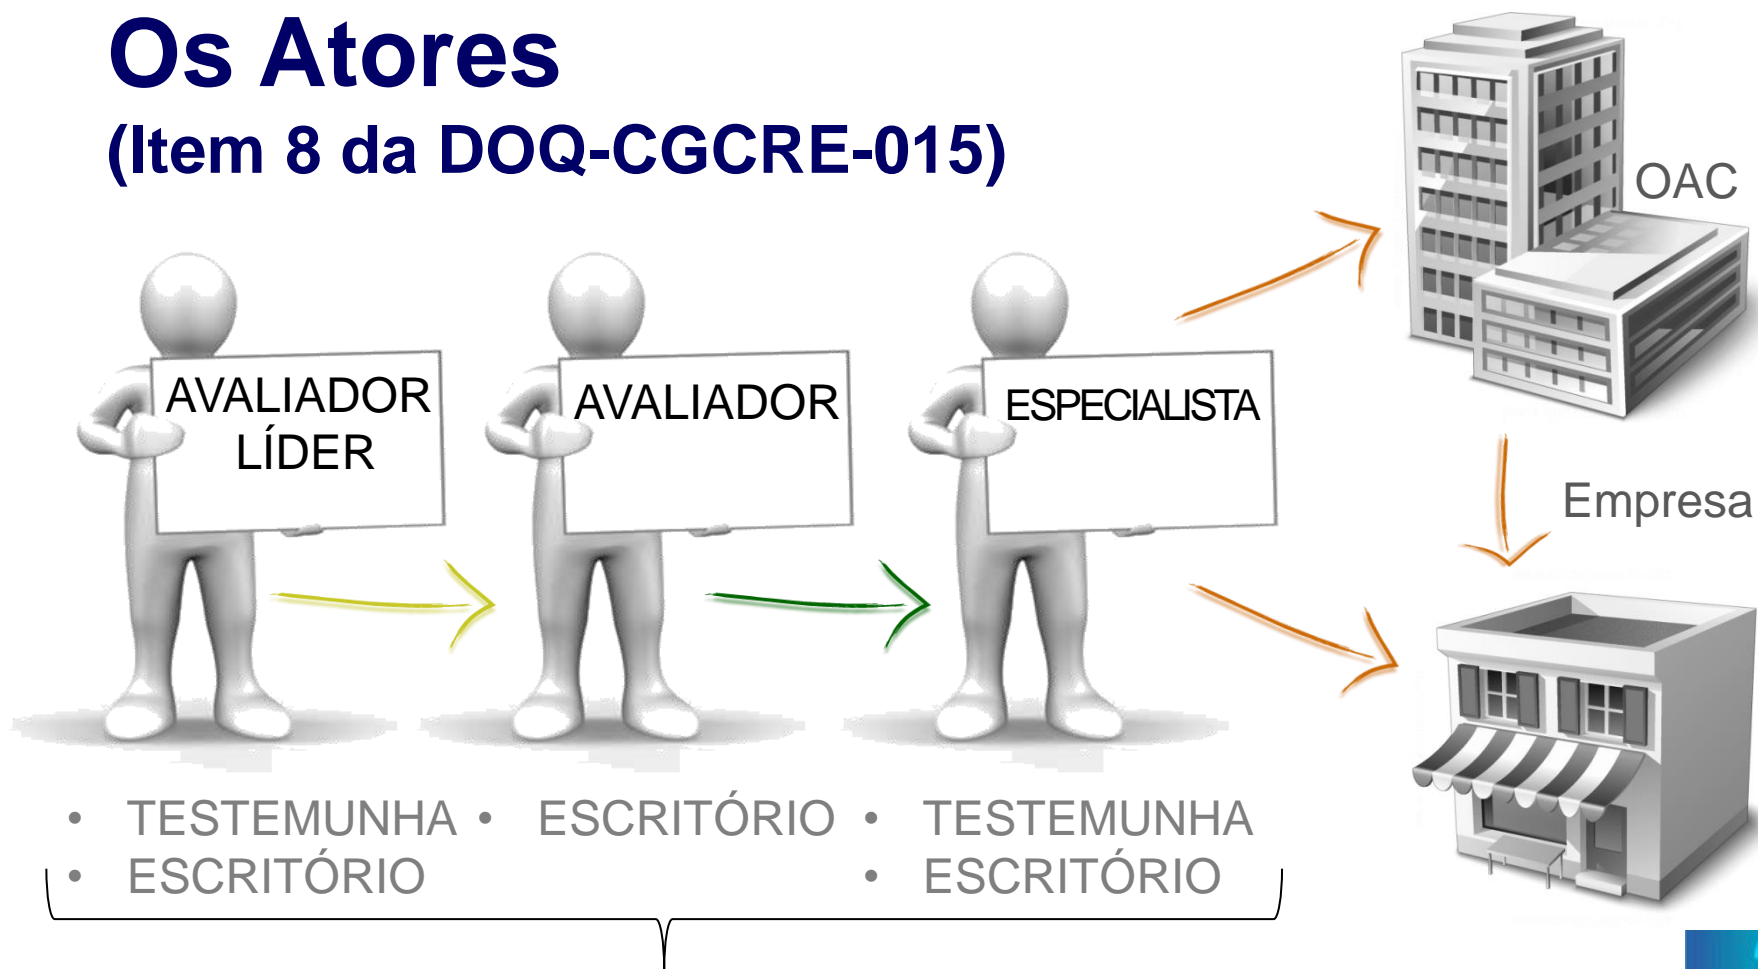 Os Atores
(Item 8 da DOQ-CGCRE-015)
OAC
AVALIADOR
LÍDER
AVALIADOR
ESPECIALISTA
Empresa
• TESTEMUNHA
• ESCRITÓRIO
• ESCRITÓRIO
• TESTEMUNHA
• ESCRITÓRIO